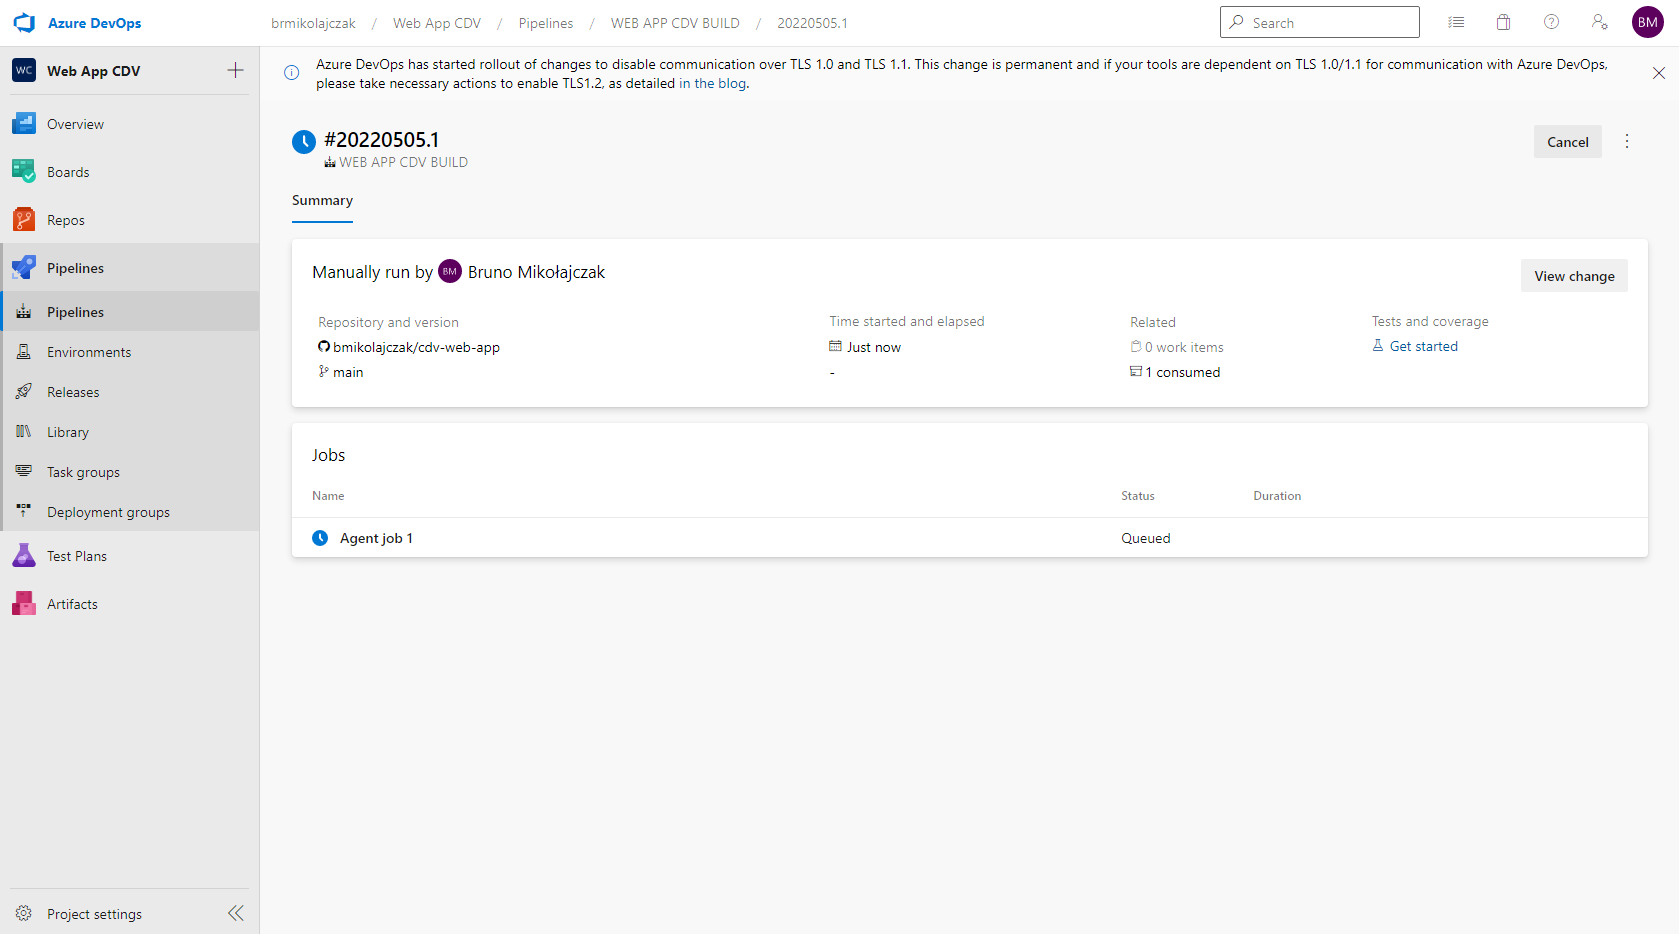 Azure DevOps
brmikolajczak / Web App CDV / Pipelines / WEB APP CDV BUILD / 20220505.1
Search
BM
WC Web App CDV
Overview
Boards
Repos
Pipelines
Pipelines
Environments
Releases
Library
Task groups
Deployment groups
Test Plans
Artifacts
Project settings
Azure DevOps has started rollout of changes to disable communication over TLS 1.0 and TLS 1.1. This change is permanent and if your tools are dependent on TLS 1.0/1.1 for communication with Azure DevOps,
please take necessary actions to enable TLS1.2, as detailed in the blog.
#20220505.1
WEB APP CDV BUILD
Cancel
Summary
Manually run by BM Bruno Mikołajczak
View change
Repository and version
bmikolajczak/cdv-web-app
main
Time started and elapsed
Just now
-
Related
0 work items
1 consumed
Tests and coverage
Get started
Jobs
Name Status Duration
Agent job 1 Queued